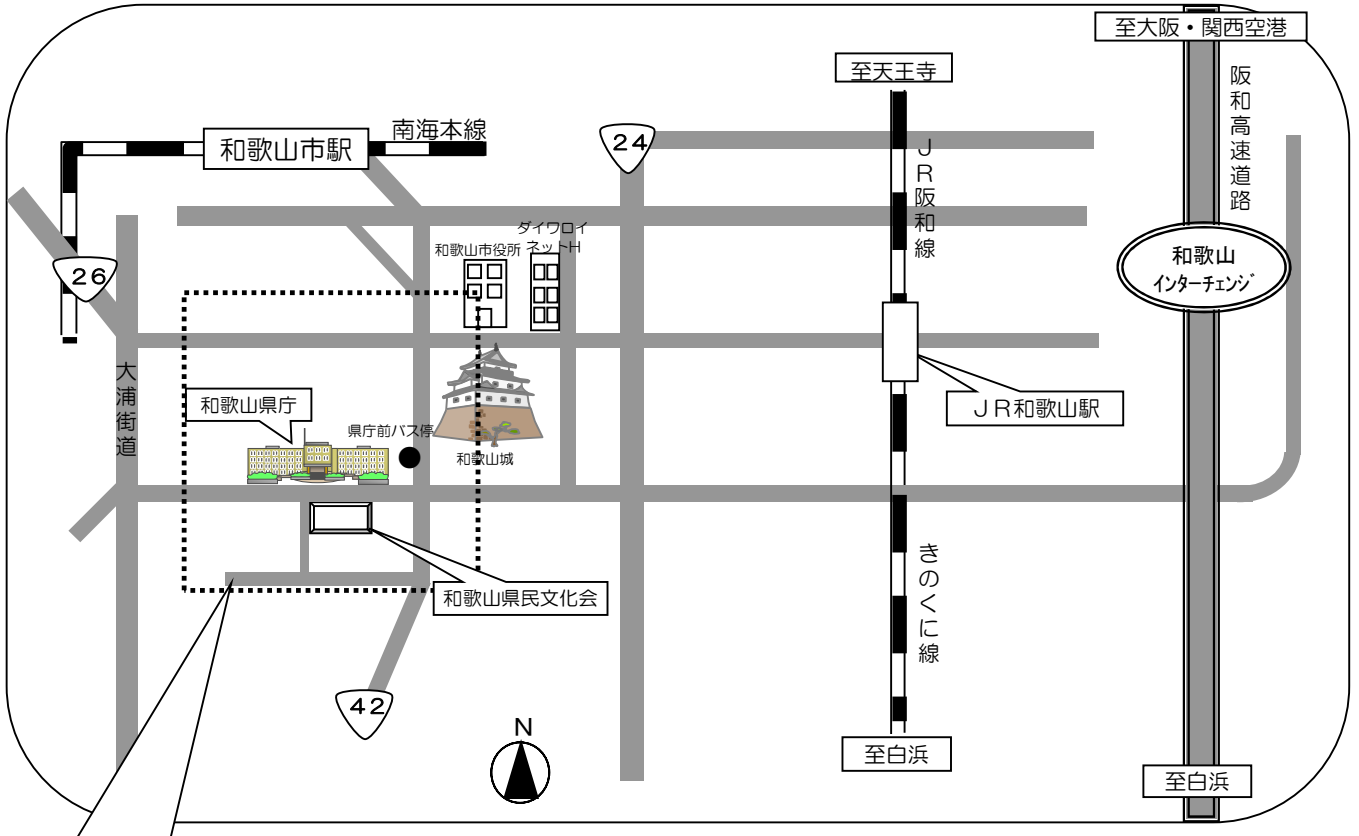 至大阪・関西空港
至天王寺
阪和高速道路
南海本線
和歌山市駅
24
ＪＲ阪和線
ダイワロイ
ネットH
和歌山市役所
26
和歌山
インターチェンジ
大浦街道
和歌山県庁
県庁前バス停
和歌山城
ＪＲ和歌山駅
きのくに線
和歌山県民文化会
42
N
至白浜
至白浜